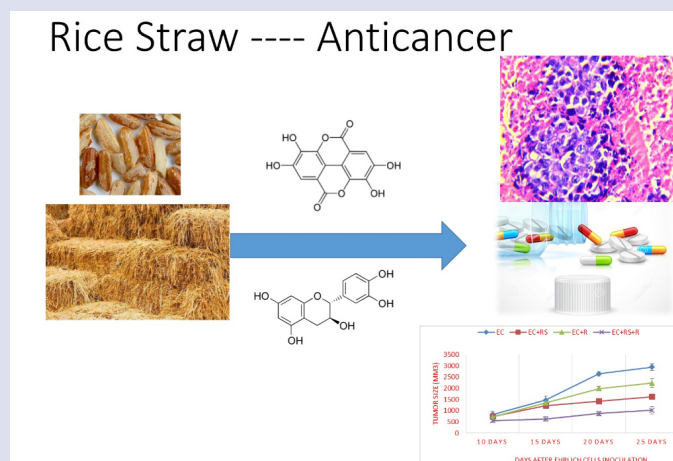 Rice Straw ---- Anticancer
O
HO
O
OH
HO
OH
O
O
OH
HO
O
OH
OH
OH
EC EC+RS EC+R EC+RS+R
TUMOR SIZE (MM3)
3500
3000
2500
2000
1500
1000
500
0
10 DAYS 15 DAYS 20 DAYS 25 DAYS
DAYS AFTER EHRLICH CELLS INOCULATION